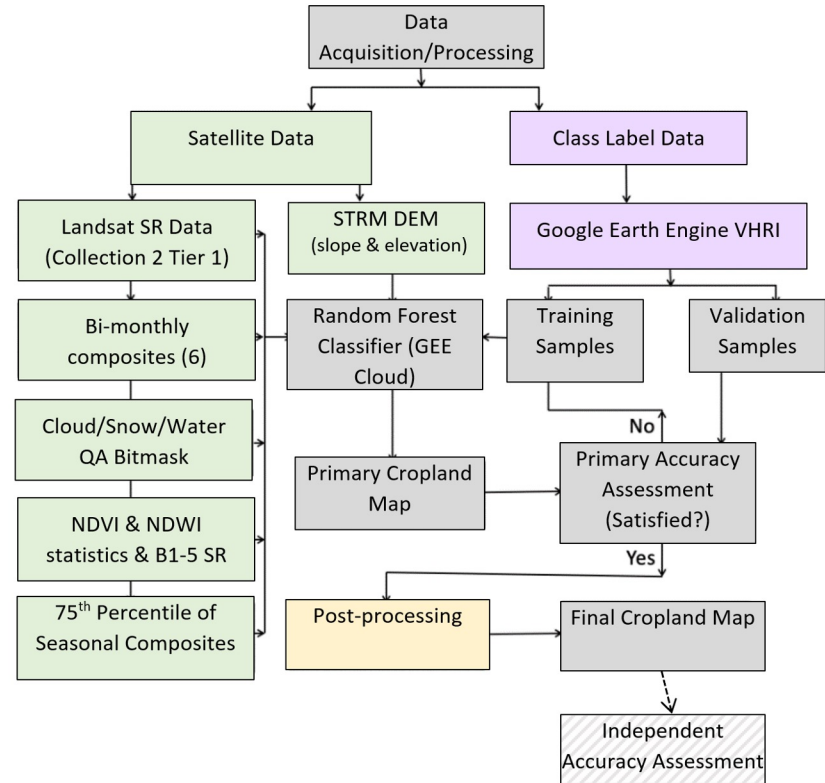 Data
Acquisition/Processing
Satellite Data
Class Label Data
Landsat SR Data
(Collection 2 Tier 1)
STRM DEM
(slope & elevation)
Google Earth Engine VHRI
Bi-monthly
composites (6)
Random Forest
Classifier (GEE
Cloud)
Training
Samples
Validation
Samples
Cloud/Snow/Water
QA Bitmask
No
Primary Cropland
Map
Primary Accuracy
Assessment
(Satisfied?)
NDVI & NDWI
statistics & B1-5 SR
Yes
75th Percentile of
Seasonal Composites
Post-processing
Final Cropland Map
Independent
Accuracy Assessment